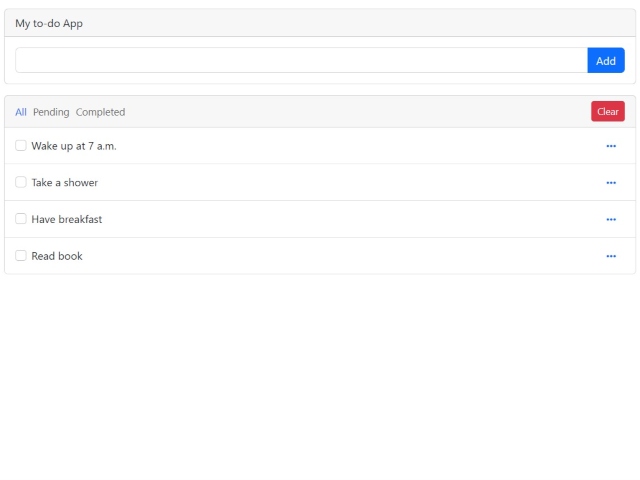 My to-do App
Add
All Pending Completed Clear
Wake up at 7 a.m.
Take a shower
Have breakfast
Read book